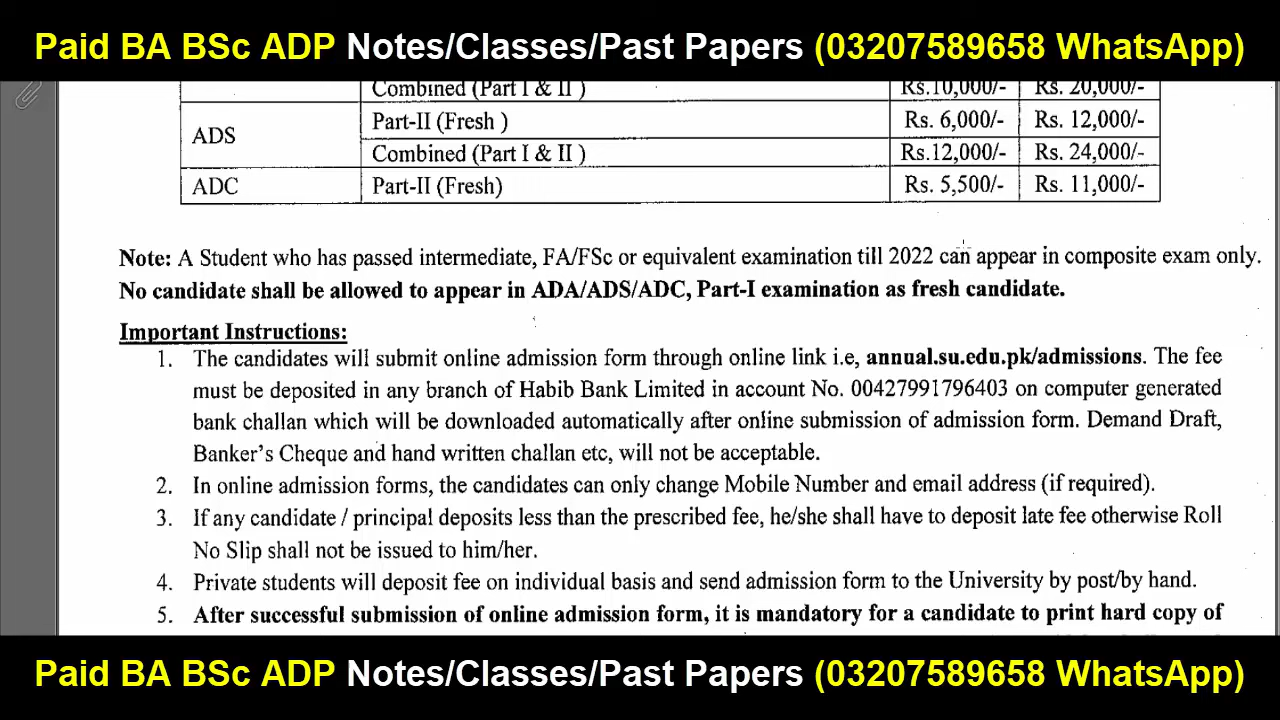 Paid BA BSc ADP Notes/Classes/Past Papers (03207589658 WhatsApp)
Combined (Part I & II ) Rs.10,000/- Rs. 20,000/-
ADS Part-II (Fresh ) Rs. 6,000/- Rs. 12,000/-
Combined (Part I & II ) Rs.12,000/- Rs. 24,000/-
ADC Part-II (Fresh) Rs. 5,500/- Rs. 11,000/-
Note: A Student who has passed intermediate, FA/FSc or equivalent examination till 2022 can appear in composite exam only.
No candidate shall be allowed to appear in ADA/ADS/ADC, Part-I examination as fresh candidate.
Important Instructions:
1. The candidates will submit online admission form through online link i.e, annual.su.edu.pk/admissions. The fee
must be deposited in any branch of Habib Bank Limited in account No. 00427991796403 on computer generated
bank challan which will be downloaded automatically after online submission of admission form. Demand Draft,
Banker's Cheque and hand written challan etc, will not be acceptable.
2. In online admission forms, the candidates can only change Mobile Number and email address (if required).
3. If any candidate / principal deposits less than the prescribed fee, he/she shall have to deposit late fee otherwise Roll
No Slip shall not be issued to him/her.
4. Private students will deposit fee on individual basis and send admission form to the University by post/by hand.
5. After successful submission of online admission form, it is mandatory for a candidate to print hard copy of
Paid BA BSc ADP Notes/Classes/Past Papers (03207589658 WhatsApp)